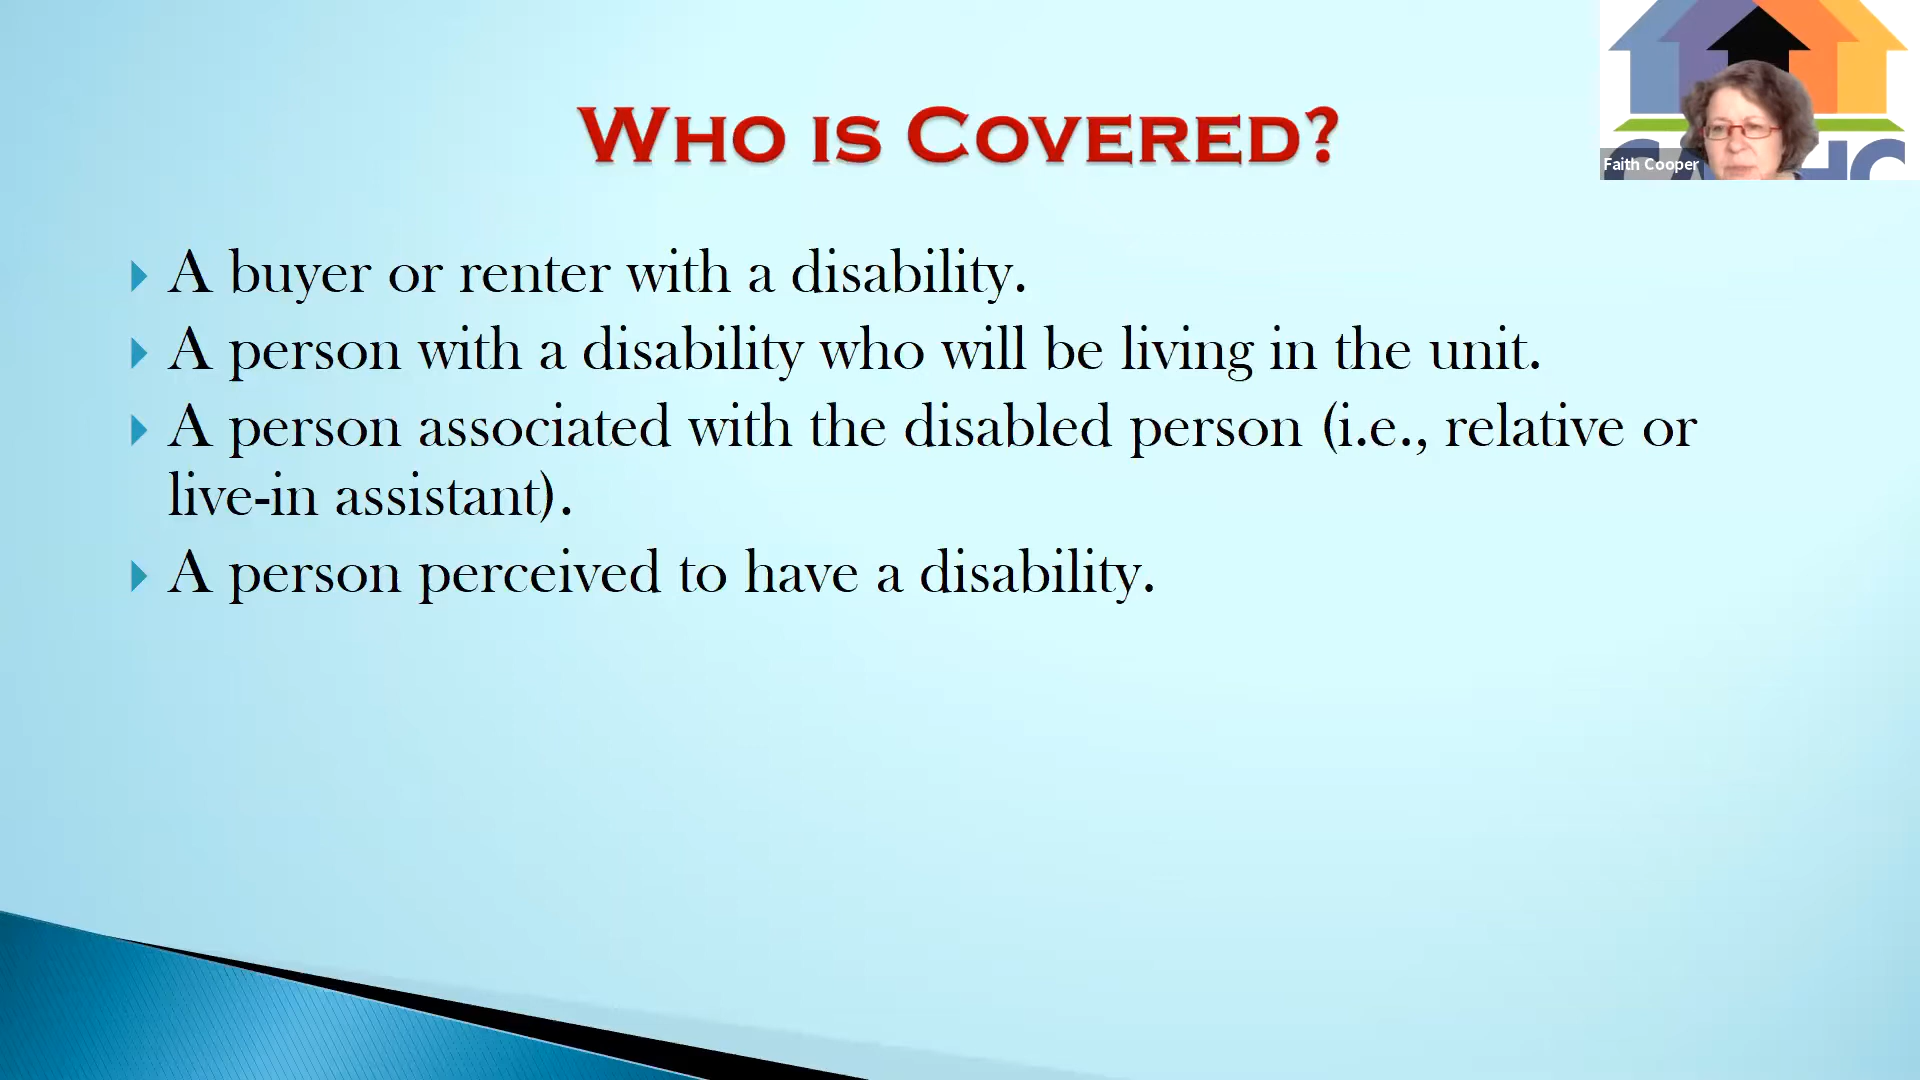 Who is Covered?
A buyer or renter with a disability.
A person with a disability who will be living in the unit.
A person associated with the disabled person (i.e., relative or
live-in assistant).
A person perceived to have a disability.
Faith Cooper